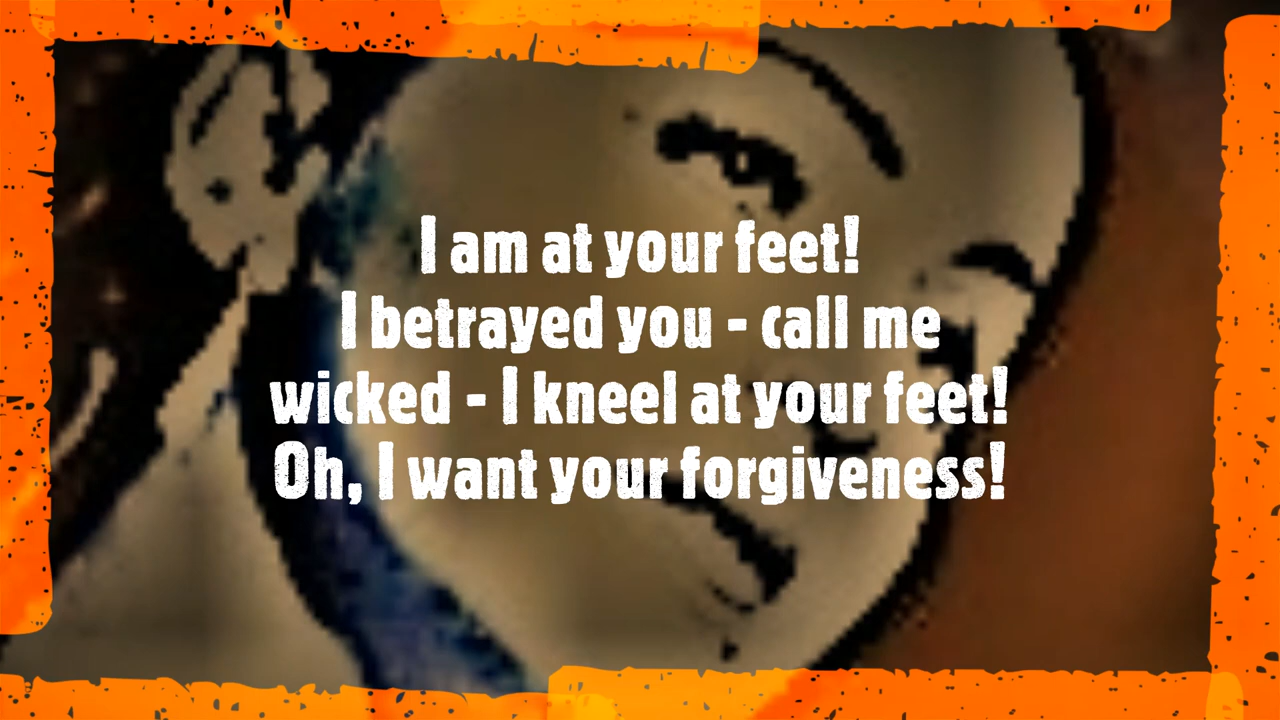 I am at your feet!
I betrayed you - call me
wicked - I kneel at your feet!
Oh, I want your forgiveness!